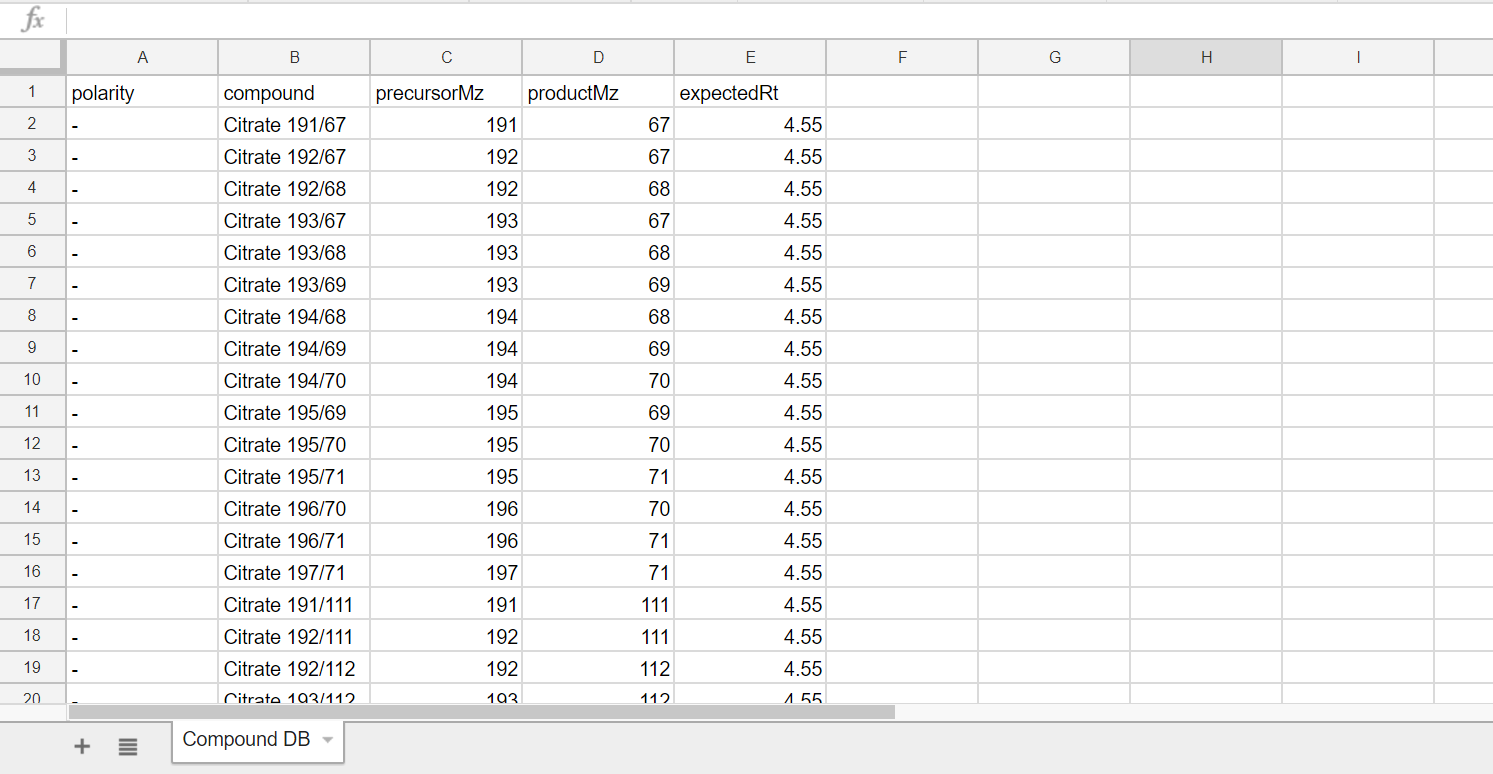 fx
A B C D E F G H I
1 polarity compound precursorMz productMz expectedRt
2 - Citrate 191/67 191 67 4.55
3 - Citrate 192/67 192 67 4.55
4 - Citrate 192/68 192 68 4.55
5 - Citrate 193/67 193 67 4.55
6 - Citrate 193/68 193 68 4.55
7 - Citrate 193/69 193 69 4.55
8 - Citrate 194/68 194 68 4.55
9 - Citrate 194/69 194 69 4.55
10 - Citrate 194/70 194 70 4.55
11 - Citrate 195/69 195 69 4.55
12 - Citrate 195/70 195 70 4.55
13 - Citrate 195/71 195 71 4.55
14 - Citrate 196/70 196 70 4.55
15 - Citrate 196/71 196 71 4.55
16 - Citrate 197/71 197 71 4.55
17 - Citrate 191/111 191 111 4.55
18 - Citrate 192/111 192 111 4.55
19 - Citrate 192/112 192 112 4.55
20 - Citrate 193/112 193 112 4.55
Compound DB